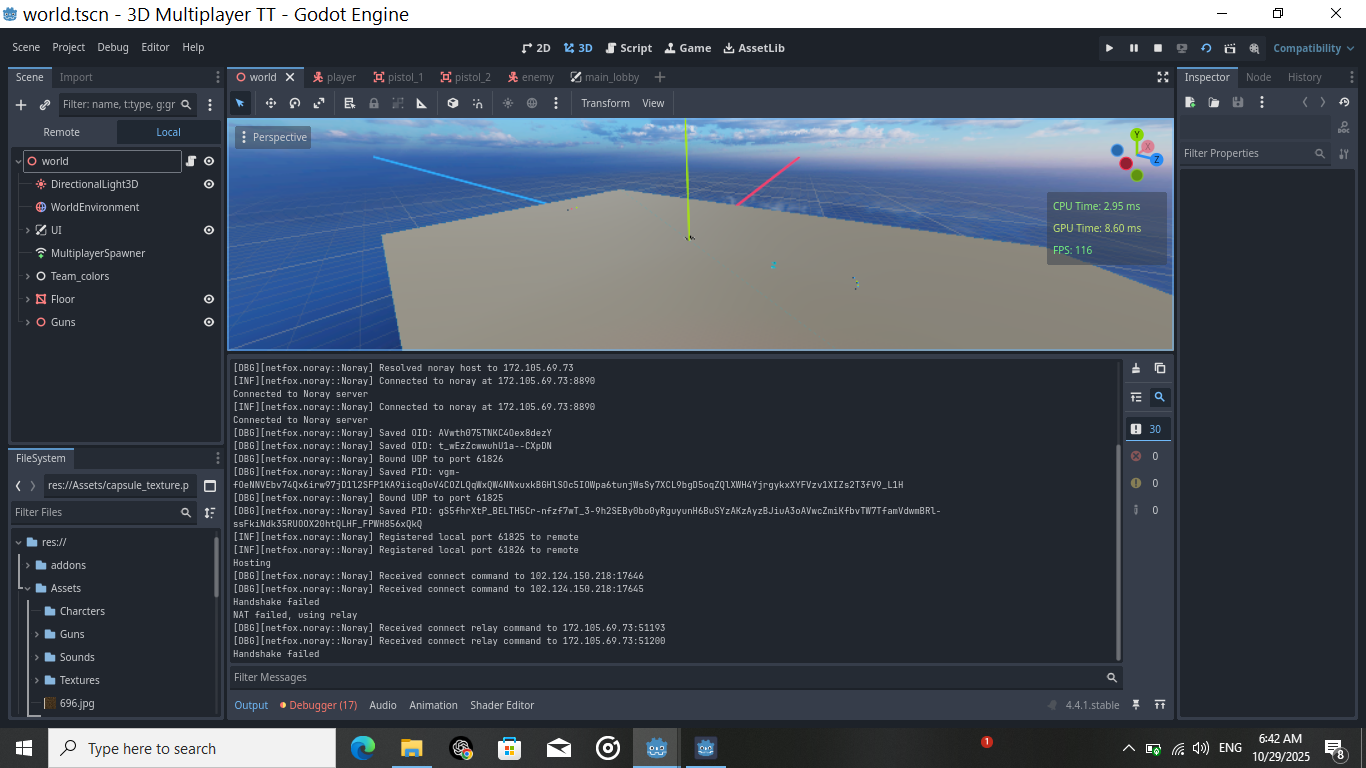 world.tscn - 3D Multiplayer TT - Godot Engine
Scene Project Debug Editor Help
2D 3D Script Game AssetLib
Compatibility
Scene Import
world player pistol_1 pistol_2 enemy main_lobby
Inspector Node History
Filter: name, t:type, g:gr
Transform View
Remote Local
Perspective
Y
X
Z
Filter Properties
world
DirectionalLight3D
WorldEnvironment
UI
MultiplayerSpawner
Team_colors
Floor
Guns
CPU Time: 2.95 ms
GPU Time: 8.60 ms
FPS: 116
[DBG][netfox.noray::Noray] Resolved noray host to 172.105.69.73
[INF][netfox.noray::Noray] Connected to noray at 172.105.69.73:8890
Connected to Noray server
[INF][netfox.noray::Noray] Connected to noray at 172.105.69.73:8890
Connected to Noray server
[DBG][netfox.noray::Noray] Saved OID: AVwth075TNKC4Oex8dezY
[DBG][netfox.noray::Noray] Saved OID: t_wEzZcwwuhU1a--CXpDN
[DBG][netfox.noray::Noray] Bound UDP to port 61826
[DBG][netfox.noray::Noray] Saved PID: vgm-
fOeNNVEbv74Qx6irw97jD1l2SFP1KA9iicqOoV4COZLQqWxQW4NNxuxkBGHlSOc5IOWpa6tunjWsSy7XCL9bgD5oqZQlXWH4YjrgykxXYFVzv1XIZs2T3fV9_L1H
[DBG][netfox.noray::Noray] Bound UDP to port 61825
[DBG][netfox.noray::Noray] Saved PID: gS5fhrXtP_BELTH5Cr-nfzf7wT_3-9h2SEBy0bo0yRguyunH6BuSYzAKzAyzBJiuA3oAVwcZmiKfbvTW7TfamVdwmBRl-
ssFkiNdk35RUOOX20htQLHF_FPWH856xQkQ
[INF][netfox.noray::Noray] Registered local port 61825 to remote
[INF][netfox.noray::Noray] Registered local port 61826 to remote
Hosting
[DBG][netfox.noray::Noray] Received connect command to 102.124.150.218:17646
[DBG][netfox.noray::Noray] Received connect command to 102.124.150.218:17645
Handshake failed
NAT failed, using relay
[DBG][netfox.noray::Noray] Received connect relay command to 172.105.69.73:51193
[DBG][netfox.noray::Noray] Received connect relay command to 172.105.69.73:51200
Handshake failed
30
0
0
0
Filter Messages
Output Debugger (17) Audio Animation Shader Editor
4.4.1.stable
FileSystem
res://Assets/capsule_texture.p
Filter Files
res://
addons
Assets
Charcters
Guns
Sounds
Textures
696.jpg
Type here to search
1
ENG
6:42 AM
10/29/2025
8